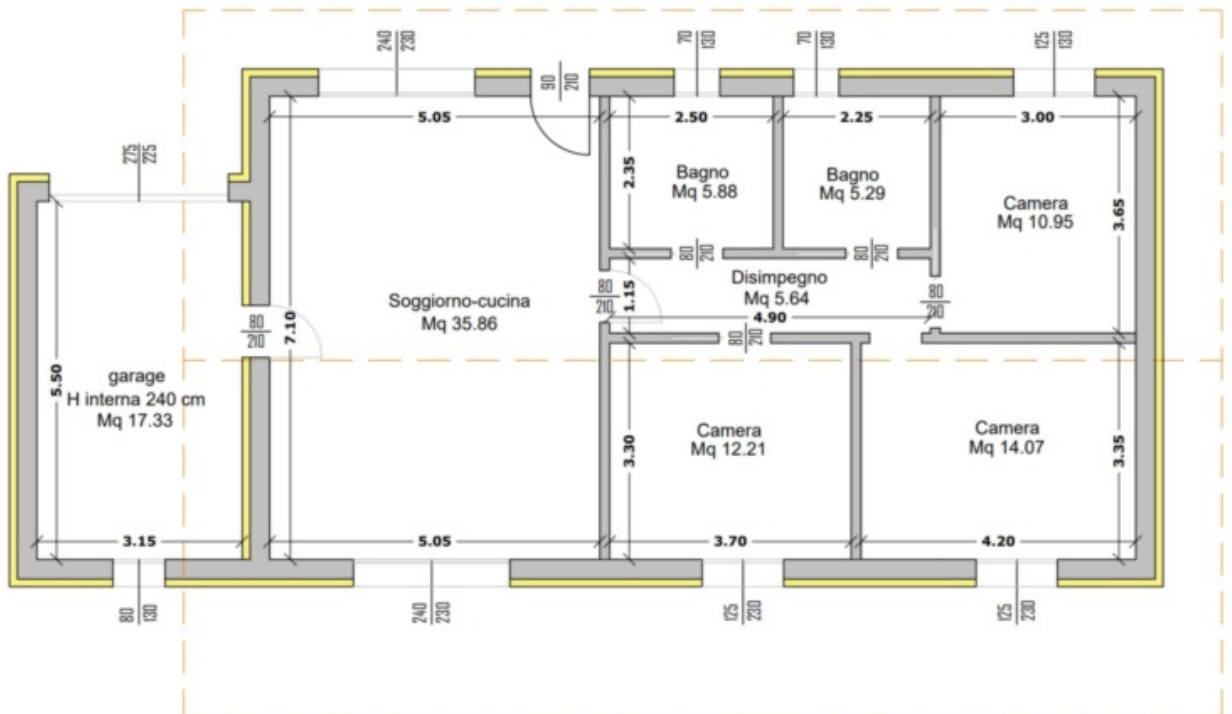 240
230
90
210
70
130
70
130
125
130
275
225
5.05
2.50
2.25
3.00
2.35
Bagno
Mq 5.88
Bagno
Mq 5.29
Camera
Mq 10.95
3.65
80
210
80
210
Disimpegno
Mq 5.64
4.90
80
210
1.15
80
210
Soggiorno-cucina
Mq 35.86
7.10
80
210
80
210
5.50
garage
H interna 240 cm
Mq 17.33
Camera
Mq 12.21
3.30
Camera
Mq 14.07
3.35
3.15
5.05
3.70
4.20
80
130
240
230
125
230
125
230